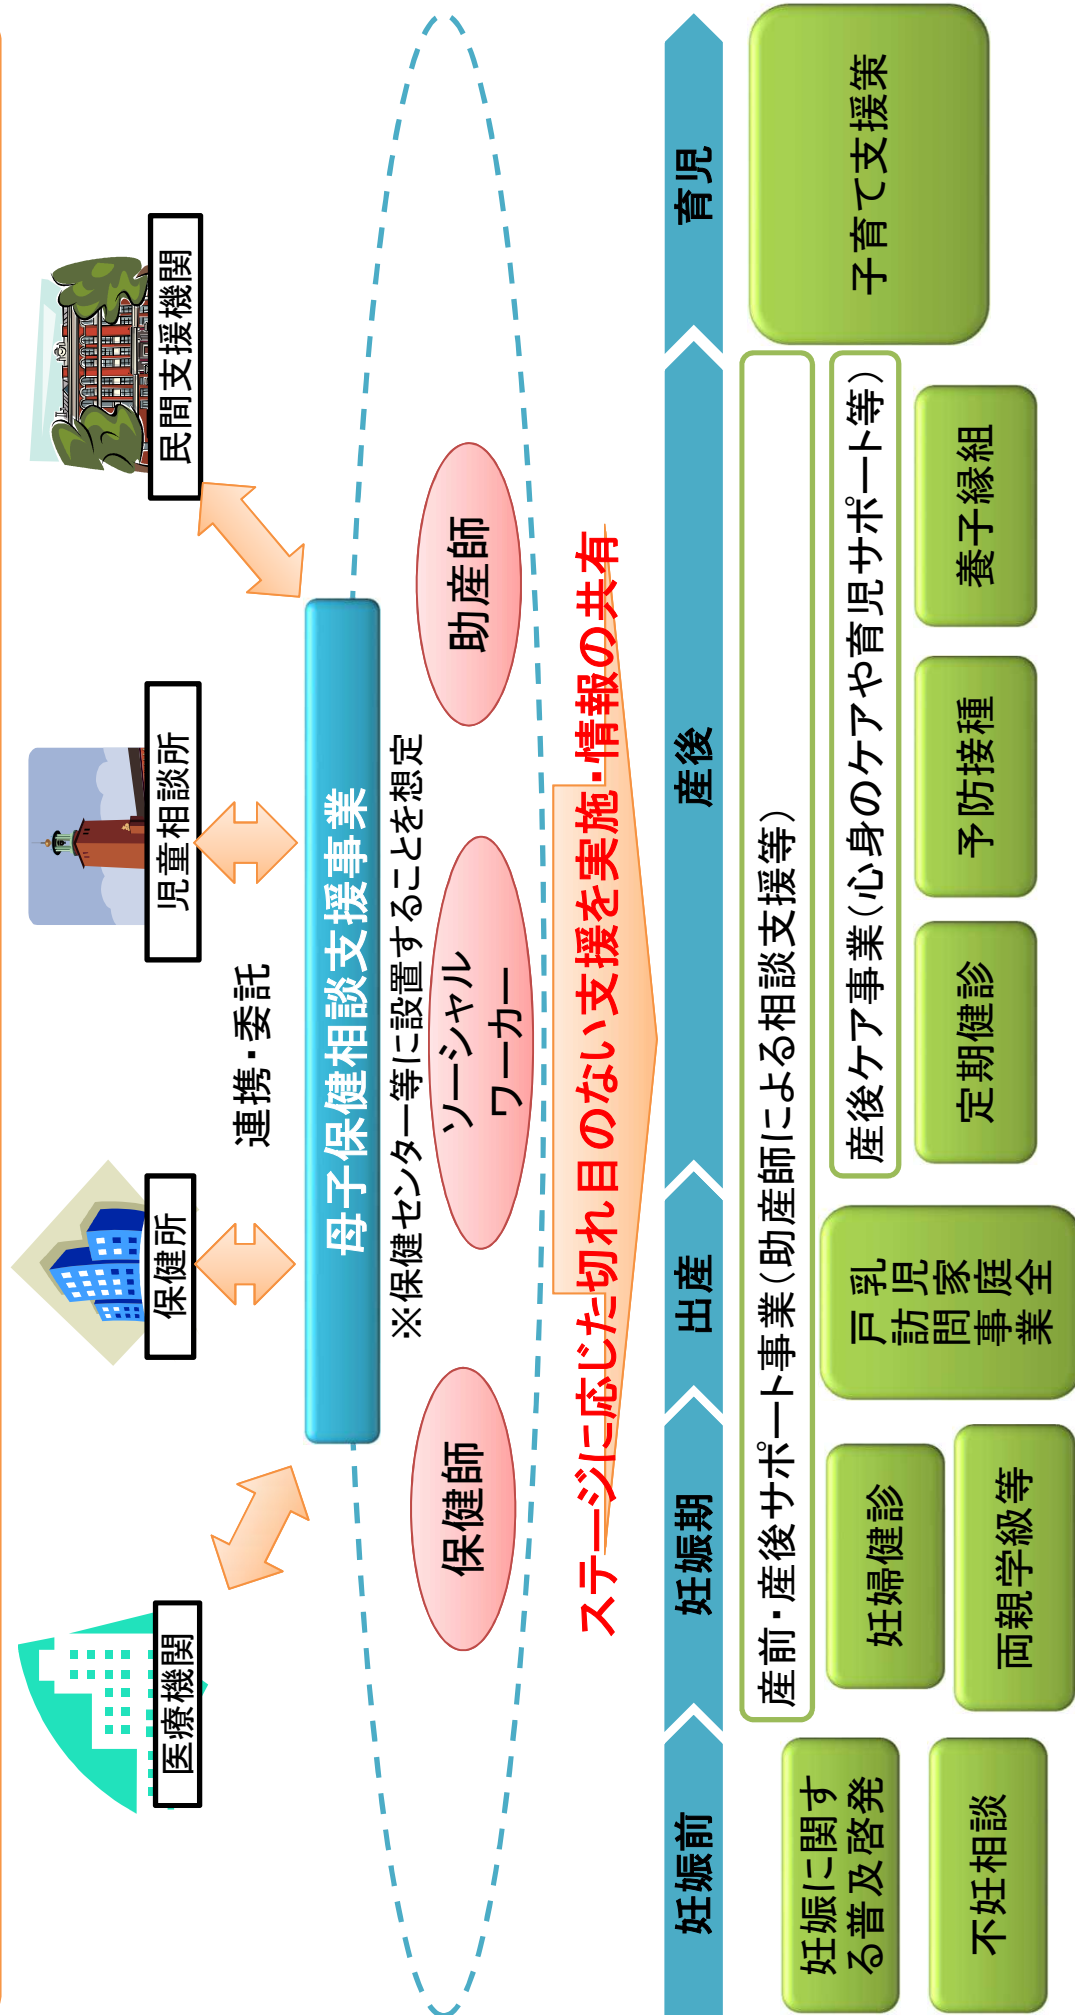 医療機関
保健所
児童相談所
民間支援機関
連携・委託
母子保健相談支援事業
※保健センター等に設置することを想定
保健師
ソーシャル
ワーカー
助産師
ステージに応じた切れ目のない支援を実施・情報の共有
妊娠前
妊娠期
出産
産後
育児
産前・産後サポート事業(助産師による相談支援等)
産後ケア事業(心身のケアや育児サポート等)
妊娠に関す
る普及啓発
不妊相談
妊婦健診
両親学級等
乳児家庭全
戸訪問事業
定期健診
予防接種
養子縁組
子育て支援策